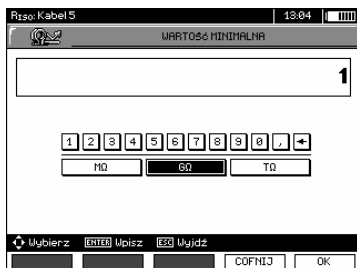 RISO: Kabel 5 13:04
WARTOŚĆ MINIMALNA
1
1 2 3 4 5 6 7 8 9 0 , ←
MΩ GΩ TΩ
Wybierz ENTER Wpisz ESC Wyjdź
COFNIJ OK